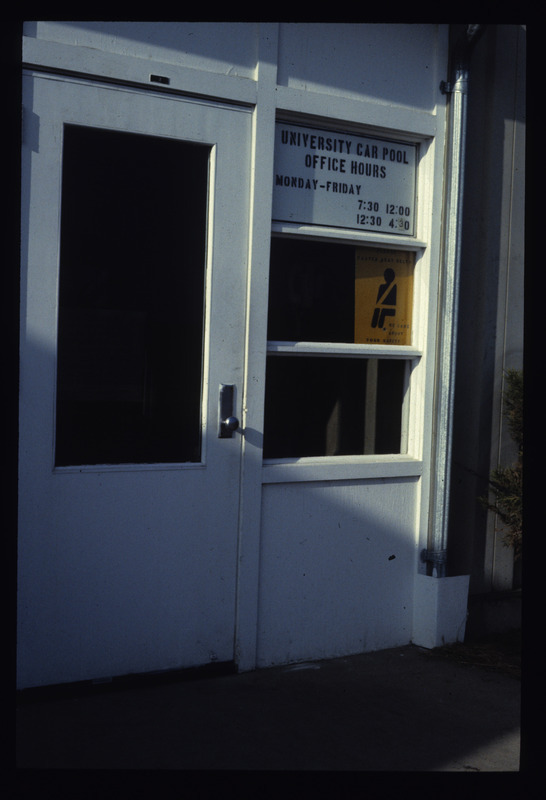 UNIVERSITY CAR POOL
OFFICE HOURS
MONDAY-FRIDAY
7:30 12:00
12:30 4:30